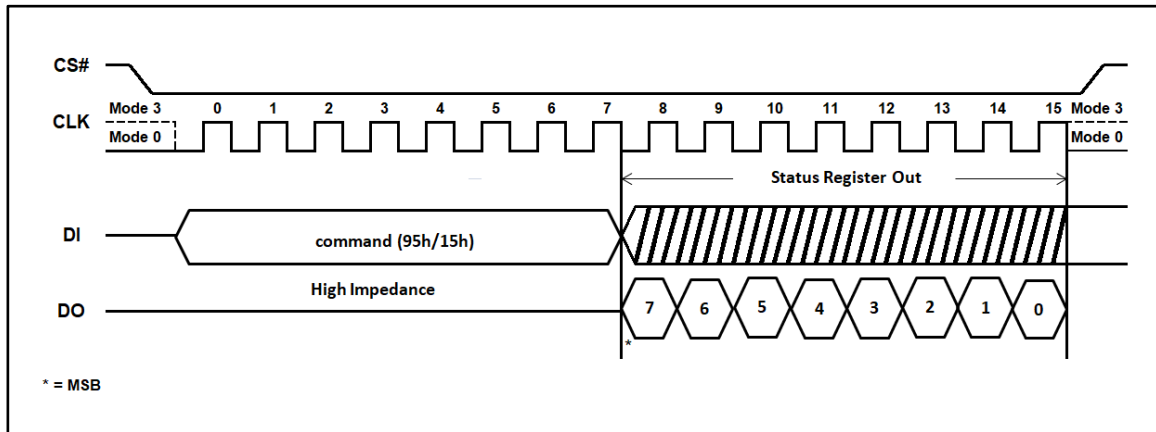 CS#
Mode 3 0 1 2 3 4 5 6 7 8 9 10 11 12 13 14 15 Mode 3
CLK
Mode 0 Mode 0
Status Register Out
DI command (95h/15h)
High Impedance
DO 7 6 5 4 3 2 1 0
*
* = MSB